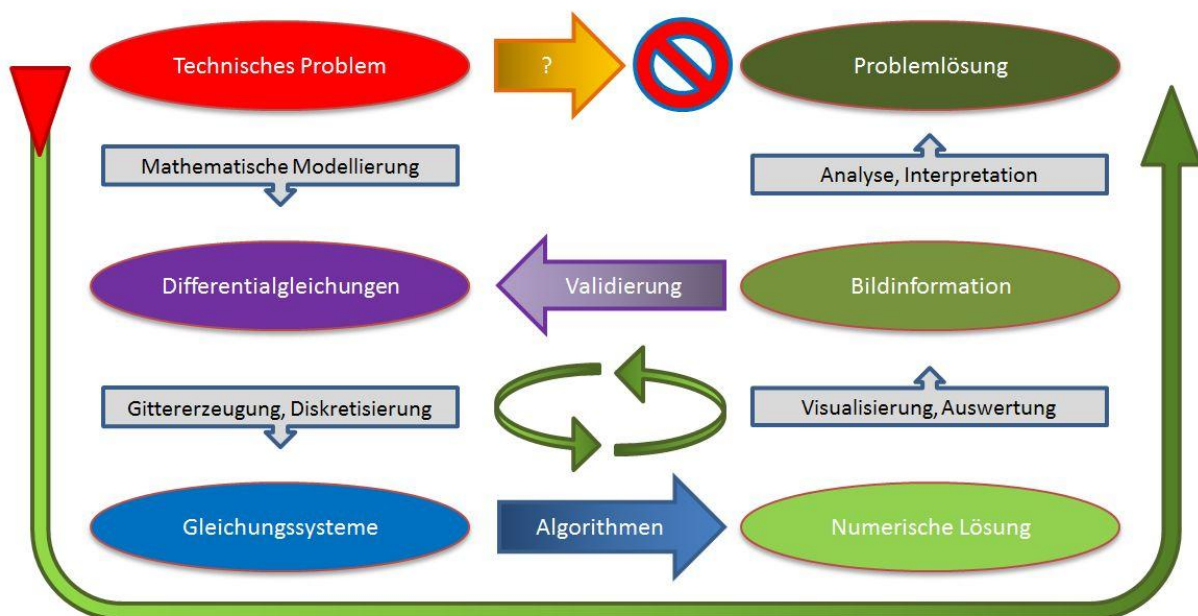 Technisches Problem
?
Problemlösung
Mathematische Modellierung
Analyse, Interpretation
Differentialgleichungen
Validierung
Bildinformation
Gittererzeugung, Diskretisierung
Visualisierung, Auswertung
Gleichungssysteme
Algorithmen
Numerische Lösung